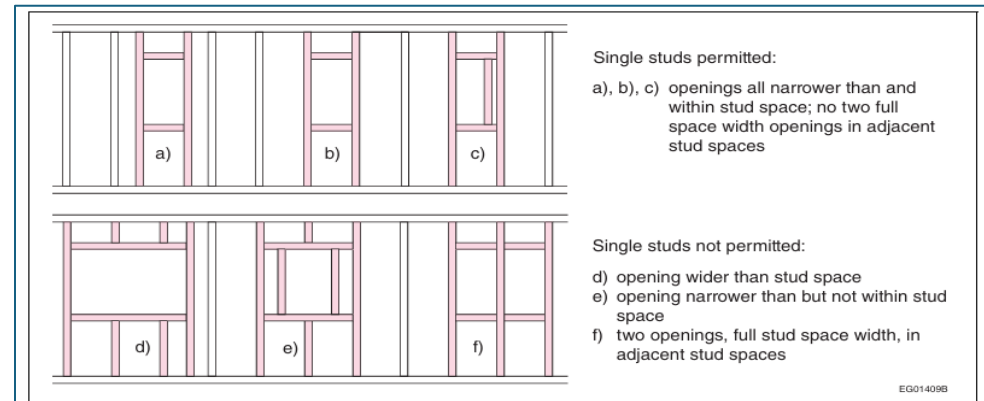 Single studs permitted:
a), b), c) openings all narrower than and
within stud space; no two full
space width openings in adjacent
stud spaces
a)
b)
c)
Single studs not permitted:
d) opening wider than stud space
e) opening narrower than but not within stud
space
f) two openings, full stud space width, in
adjacent stud spaces
d)
e)
f)
EG01409B